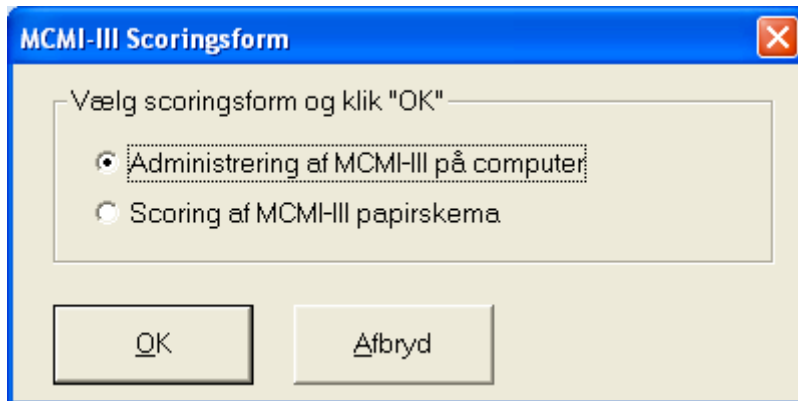 MCMI-III Scoringsform
Vælg scoringsform og klik "OK"
Administrering af MCMI-III på computer
Scoring af MCMI-III papirskema
OK
Afbryd